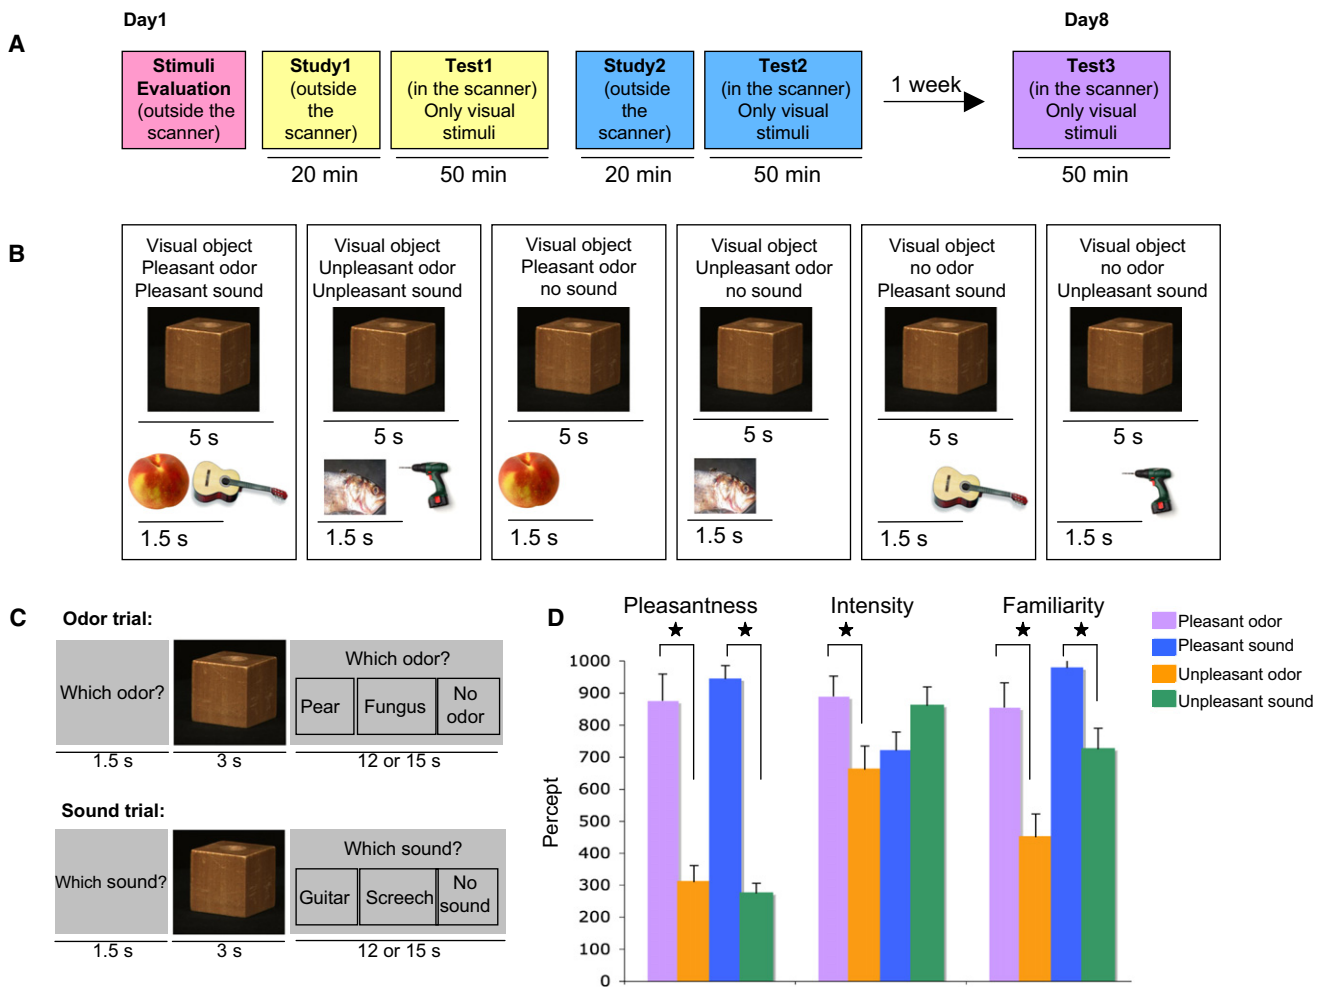 Day1
Day8
A
Stimuli
Evaluation
(outside the
scanner)
Study1
(outside
the
scanner)
Test1
(in the scanner)
Only visual
stimuli
Study2
(outside
the
scanner)
Test2
(in the scanner)
Only visual
stimuli
1 week
Test3
(in the scanner)
Only visual
stimuli
20 min
50 min
20 min
50 min
50 min
B
Visual object
Pleasant odor
Pleasant sound
5 s
1.5 s
Visual object
Unpleasant odor
Unpleasant sound
5 s
1.5 s
Visual object
Pleasant odor
no sound
5 s
1.5 s
Visual object
Unpleasant odor
no sound
5 s
1.5 s
Visual object
no odor
Pleasant sound
5 s
1.5 s
Visual object
no odor
Unpleasant sound
5 s
1.5 s
C
Odor trial:
Which odor?
Which odor?
Pear
Fungus
No
odor
1.5 s
3 s
12 or 15 s
Sound trial:
Which sound?
Which sound?
Guitar
Screech
No
sound
1.5 s
3 s
12 or 15 s
D
Pleasantness
Intensity
Familiarity
Percept
1000
900
800
700
600
500
400
300
200
100
0
Pleasant odor
Pleasant sound
Unpleasant odor
Unpleasant sound